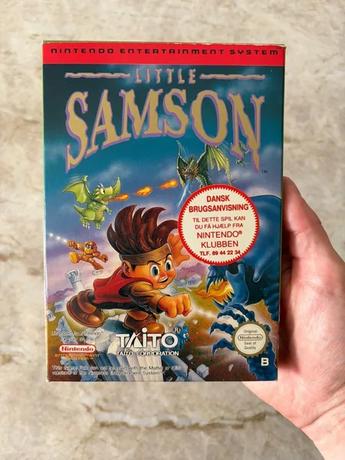 NINTENDO ENTERTAINMENT SYSTEM
LITTLE
SAMSON
TM
DANSK
BRUGSANVISNING
TIL DETTE SPIL KAN
DU FÅ HJÆLP FRA
NINTENDO®
KLUBBEN
TLF. 89 44 22 34
Nintendo
TAITO
TAITO CORPORATION
Original
Nintendo
Seal of
Quality
B